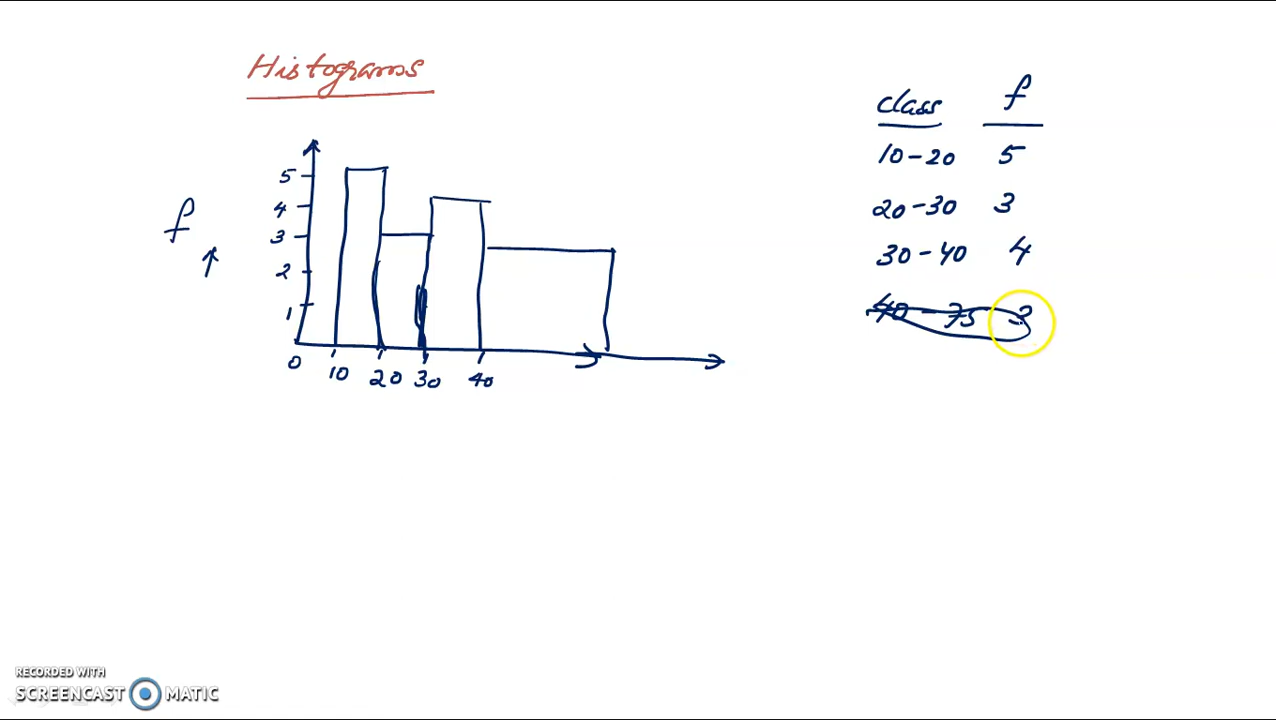 Histograms
class f
10-20 5
20-30 3
30-40 4
40-75 3
f
5
4
3
2
1
0 10 20 30 40
RECORDED WITH
SCREENCAST MATIC